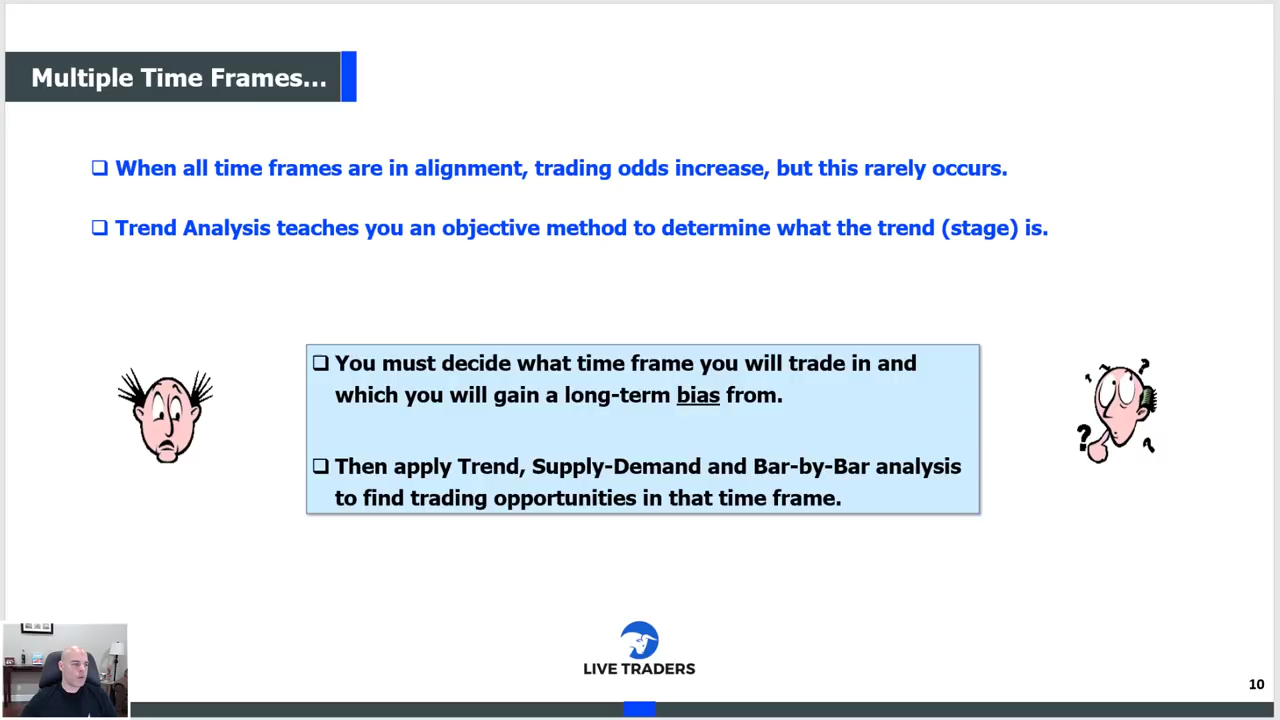 Multiple Time Frames...
❑ When all time frames are in alignment, trading odds increase, but this rarely occurs.
❑ Trend Analysis teaches you an objective method to determine what the trend (stage) is.
❑ You must decide what time frame you will trade in and
which you will gain a long-term bias from.
❑ Then apply Trend, Supply-Demand and Bar-by-Bar analysis
to find trading opportunities in that time frame.
? ?
? ?
LIVE TRADERS
10